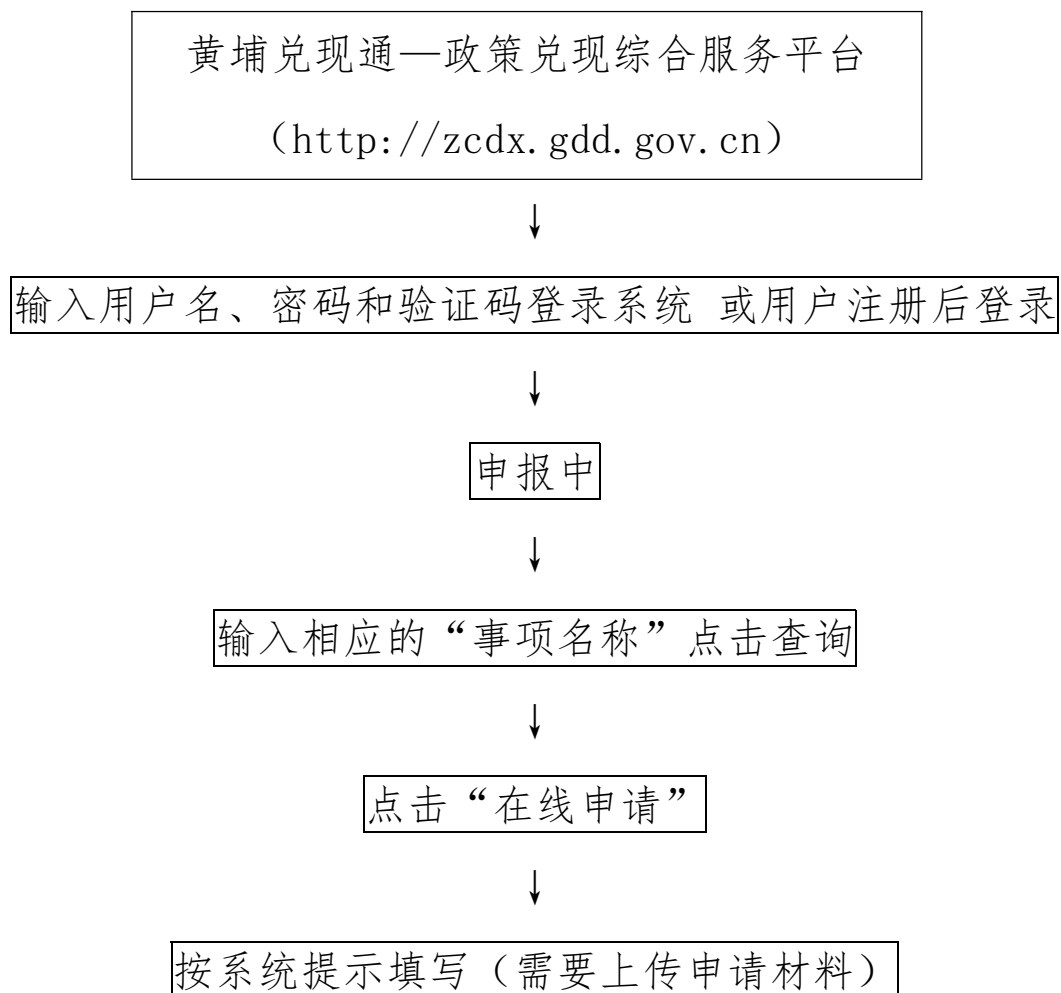 黄埔兑现通—政策兑现综合服务平台
（http://zcdx.gdd.gov.cn）
↓
输入用户名、密码和验证码登录系统 或用户注册后登录
↓
申报中
↓
输入相应的“事项名称”点击查询
↓
点击“在线申请”
↓
按系统提示填写（需要上传申请材料）